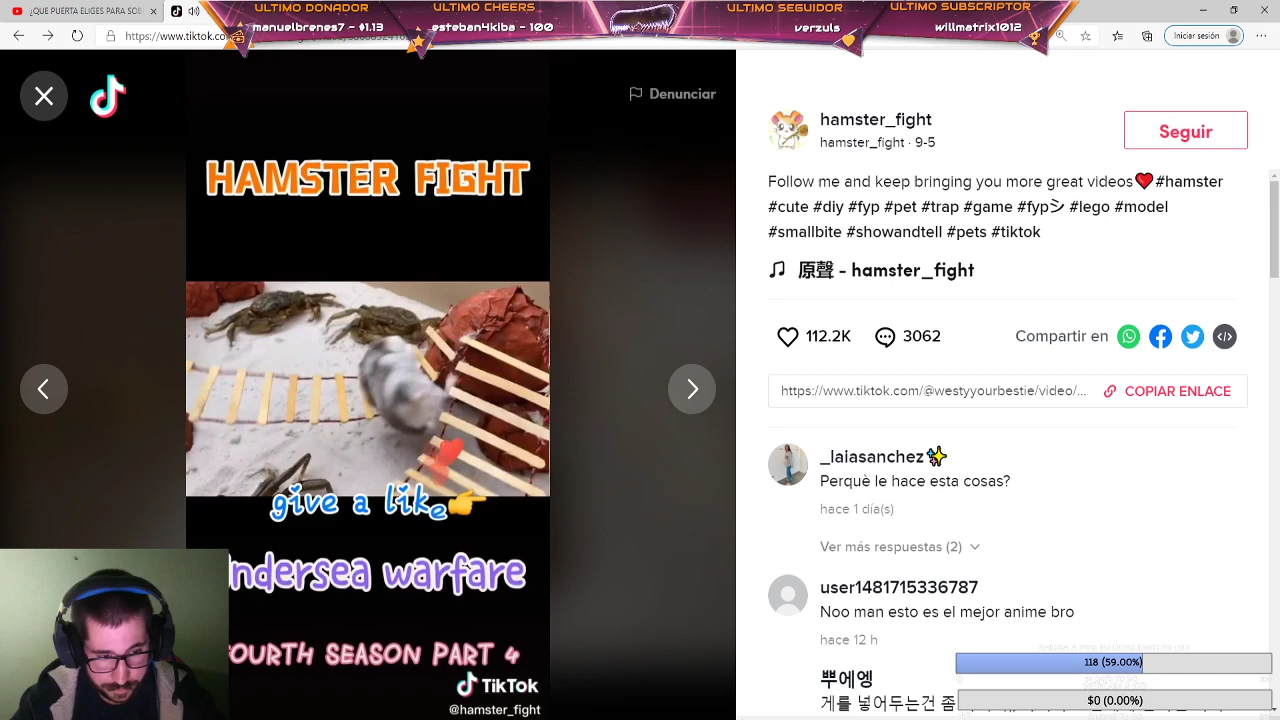 ULTIMO DONADOR
manuelbrenes7 - $1.13
ULTIMO CHEERS
esteban4kiba - 100
ULTIMO SEGUIDOR
verzuls
ULTIMO SUBSCRIPTOR
willmatrix1012
https://www.tiktok.co
Iniciar sesión
Denunciar
HAMSTER FIGHT
give a like
ndersea warfare
OURTH SEASON PART 4
TikTok
@hamster_fight
hamster_fight
hamster_fight · 9-5
Seguir
Follow me and keep bringing you more great videos❤️#hamster
#cute #diy #fyp #pet #trap #game #fypシ #lego #model
#smallbite #showandtell #pets #tiktok
原聲 - hamster_fight
112.2K
3062
Compartir en
https://www.tiktok.com/@westyyourbestie/video/...
COPIAR ENLACE
_laiasanchez
Perquè le hace esta cosas?
hace 1 día(s)
Ver más respuestas (2)
user1481715336787
Noo man esto es el mejor anime bro
hace 12 h
118 (59.00%)
뿌에엥
게를 넣어두는건 좀
$0 (0.00%)